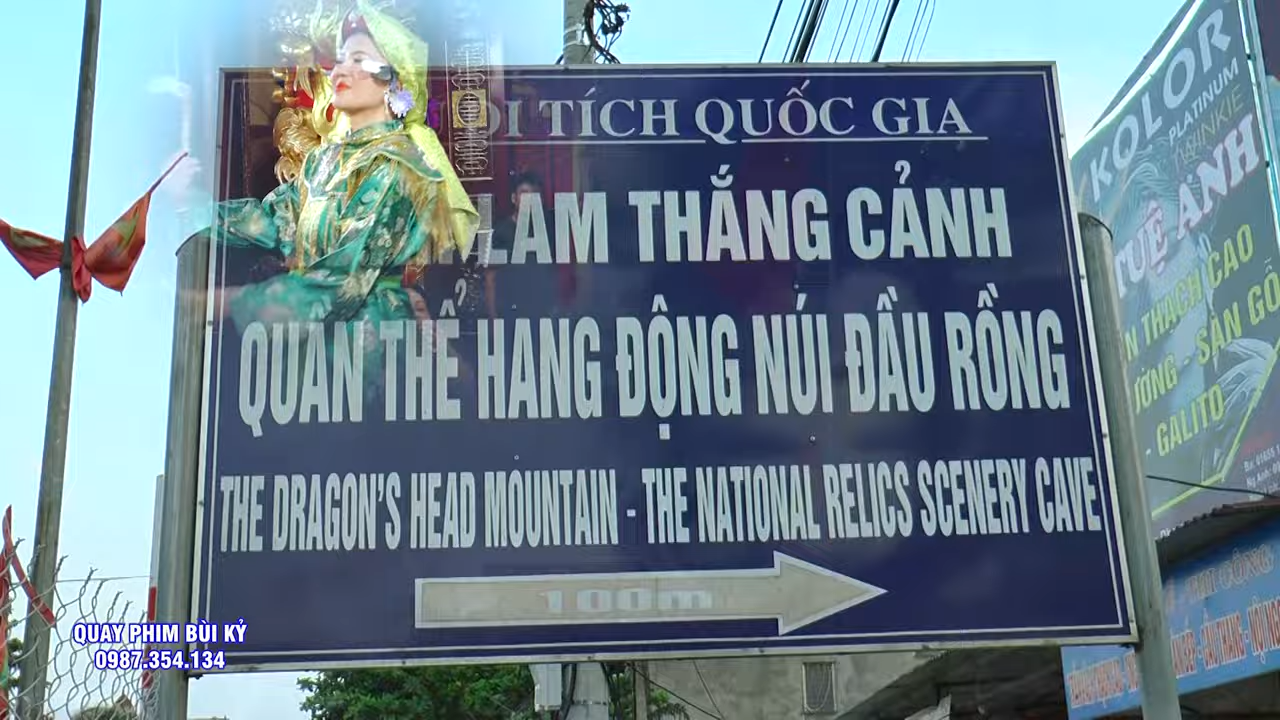 DI TÍCH QUỐC GIA
LAM THẮNG CẢNH
QUẦN THỂ HANG ĐỘNG NÚI ĐẦU RỒNG
THE DRAGON'S HEAD MOUNTAIN - THE NATIONAL RELICS SCENERY CAVE
100m
KOLOR
PLATINUM
TUỆ ANH
THẠCH CAO
- SÀN GỖ
- GALITO
QUAY PHIM BÙI KỶ
0987.354.134